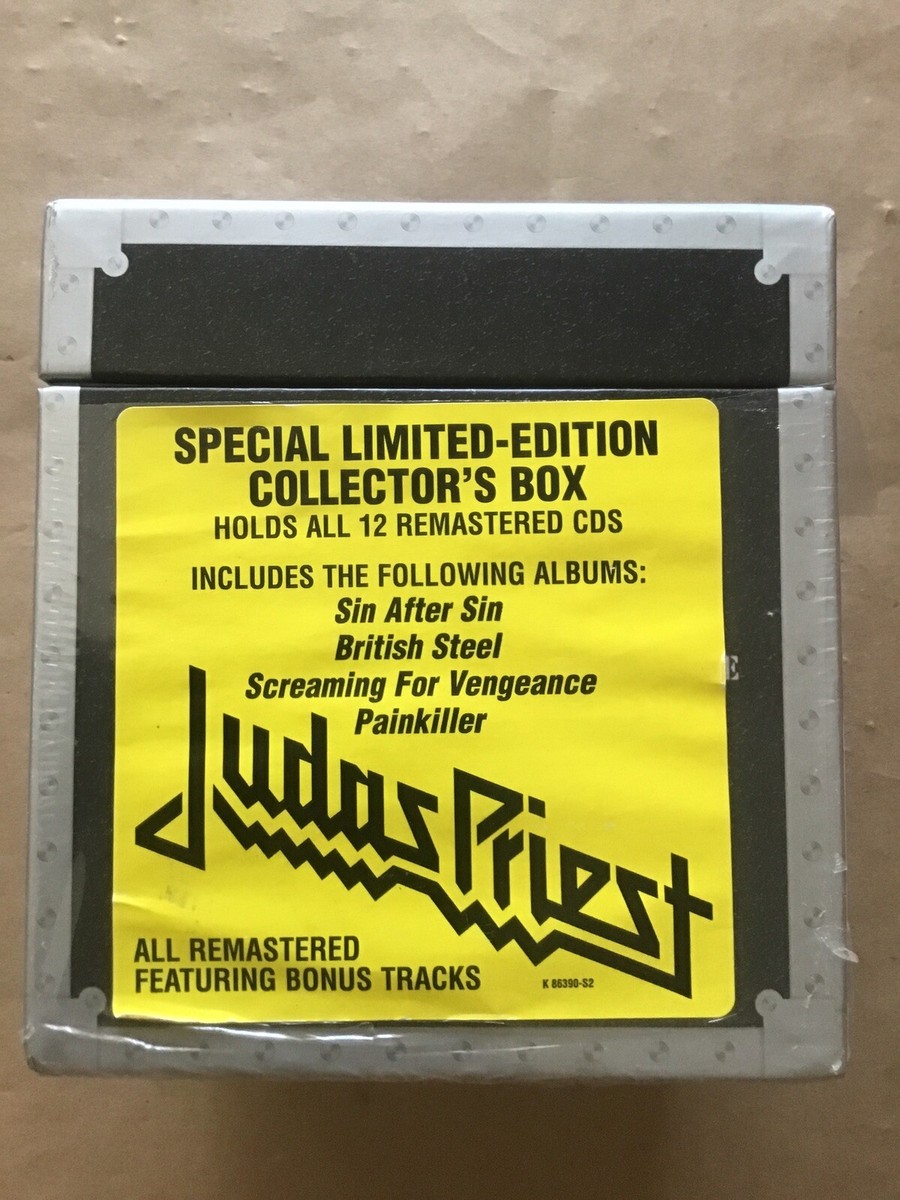 SPECIAL LIMITED-EDITION
COLLECTOR'S BOX
HOLDS ALL 12 REMASTERED CDS
INCLUDES THE FOLLOWING ALBUMS:
Sin After Sin
British Steel
Screaming For Vengeance
Painkiller
Judas Priest
ALL REMASTERED
FEATURING BONUS TRACKS
K 86390-S2
E